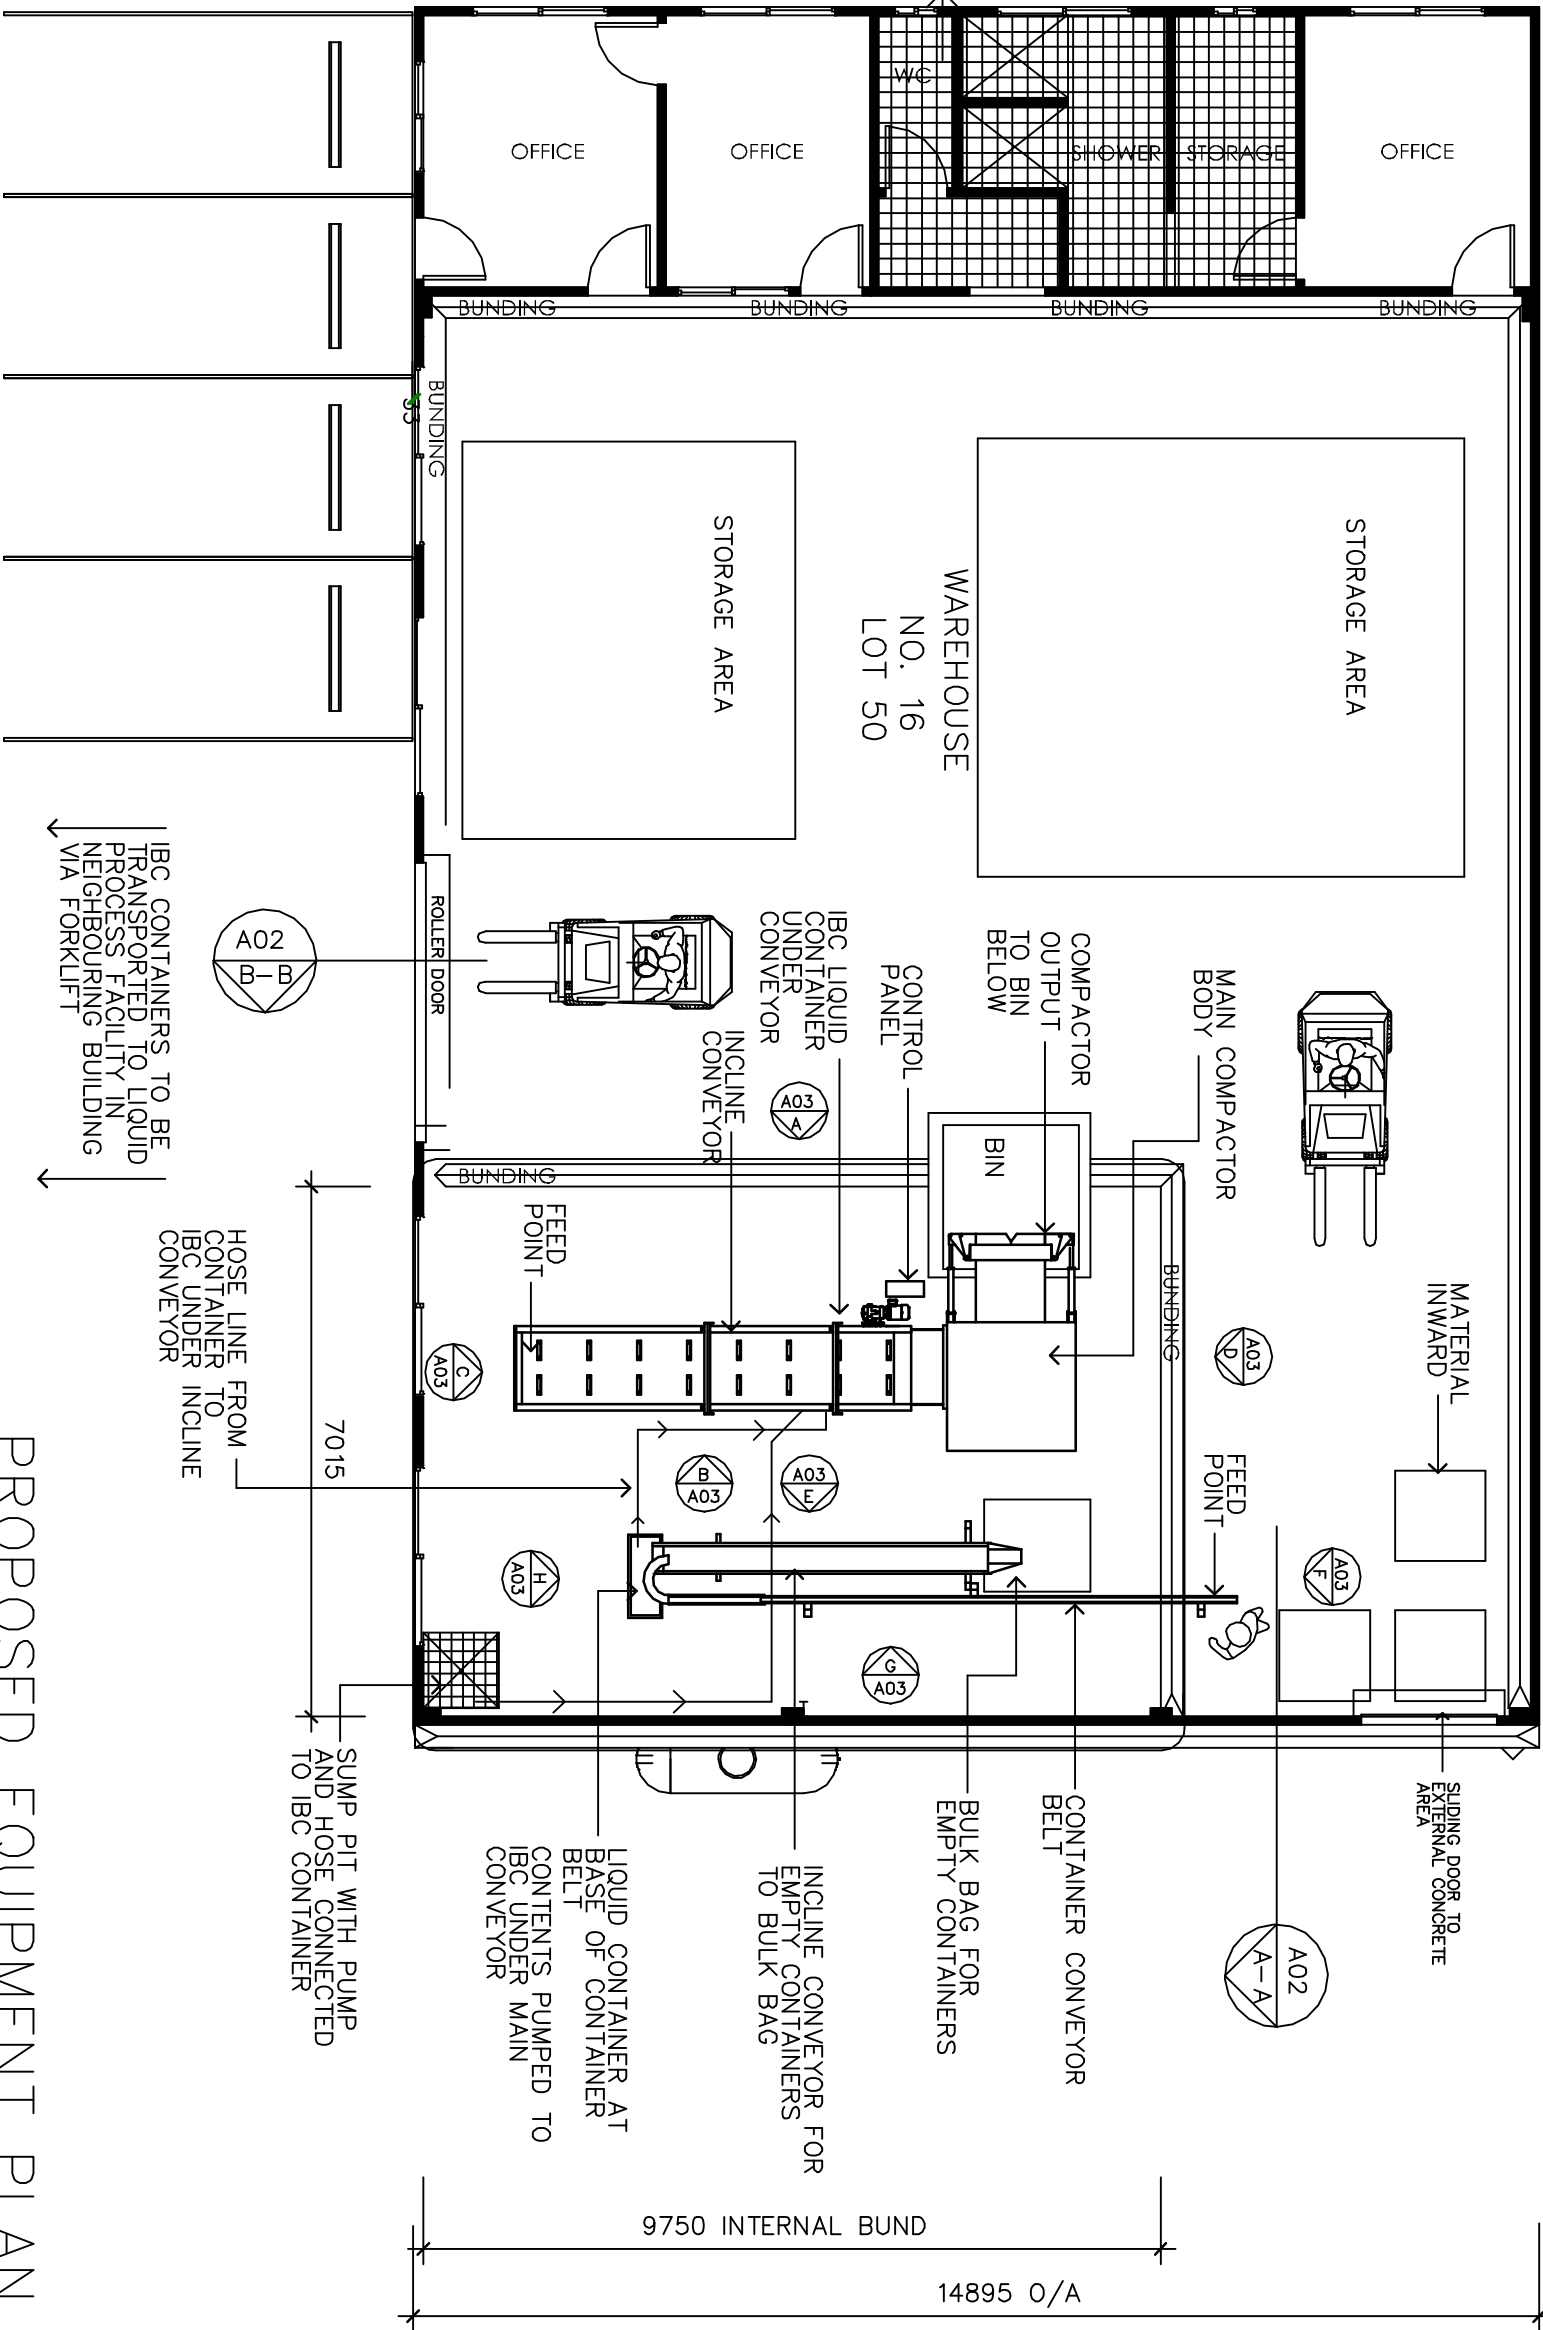 WC
OFFICE
OFFICE
SHOWER
STORAGE
OFFICE
BUNDING
BUNDING
BUNDING
BUNDING
BUNDING
33
STORAGE AREA
STORAGE AREA
WAREHOUSE
NO. 16
LOT 50
IBC CONTAINERS TO BE
TRANSPORTED TO LIQUID
PROCESS FACILITY IN
NEIGHBOURING BUILDING
VIA FORKLIFT
A02
B-B
ROLLER DOOR
IBC LIQUID
CONTAINER
UNDER
CONVEYOR
INCLINE
CONVEYOR
CONTROL
PANEL
COMPACTOR
OUTPUT
TO BIN
BELOW
MAIN COMPACTOR
BODY
A03
A
BIN
BUNDING
BUNDING
FEED
POINT
MATERIAL
INWARD
A03
D
C
A03
HOSE LINE FROM
CONTAINER TO
IBC UNDER INCLINE
CONVEYOR
7015
B
A03
A03
E
FEED
POINT
H
A03
A03
F
G
A03
SUMP PIT WITH PUMP
AND HOSE CONNECTED
TO IBC CONTAINER
LIQUID CONTAINER AT
BASE OF CONTAINER
BELT
CONTENTS PUMPED TO
IBC UNDER MAIN
CONVEYOR
INCLINE CONVEYOR FOR
EMPTY CONTAINERS
TO BULK BAG
BULK BAG FOR
EMPTY CONTAINERS
CONTAINER CONVEYOR
BELT
SLIDING DOOR TO
EXTERNAL CONCRETE
AREA
A02
A-A
9750 INTERNAL BUND
14895 O/A
PROPOSED EQUIPMENT PLAN